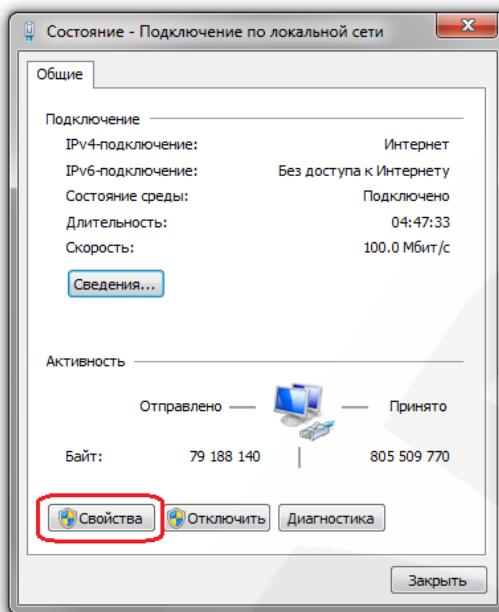 Состояние - Подключение по локальной сети
Общие
Подключение
IPv4-подключение: Интернет
IPv6-подключение: Без доступа к Интернету
Состояние среды: Подключено
Длительность: 04:47:33
Скорость: 100.0 Мбит/с
Сведения...
Активность
Отправлено — — Принято
Байт: 79 188 140 805 509 770
Свойства Отключить Диагностика
Закрыть